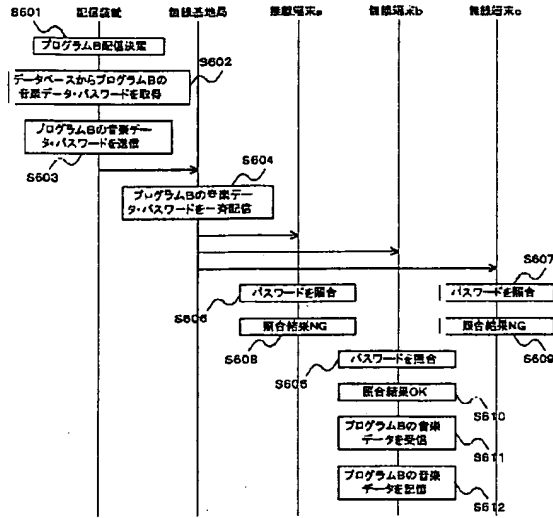 S601
配信装置
無線基地局
無線端末a
無線端末b
無線端末c
プログラムB配信決定
S602
データベースからプログラムBの
音楽データ・パスワードを取得
プログラムBの音楽デー
タ・パスワードを送信
S603
S604
プログラムBの音楽デー
タ・パスワードを一斉配信
S607
パスワードを照合
パスワードを照合
S606
照合結果NG
照合結果NG
S608
S609
パスワードを照合
S606
照合結果OK
S610
プログラムBの音楽
データを受信
S611
プログラムBの音楽
データを記憶
S612